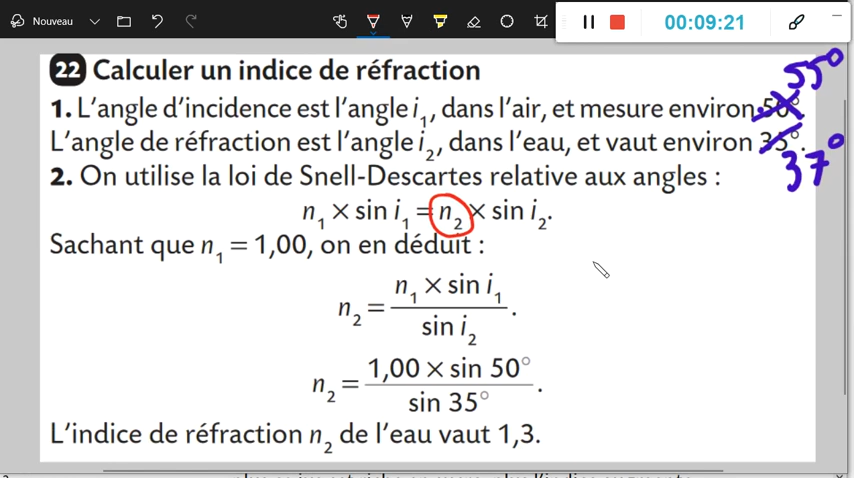 Nouveau
00:09:21
22 Calculer un indice de réfraction
55°
1. L'angle d'incidence est l'angle i₁, dans l'air, et mesure environ 50°
L'angle de réfraction est l'angle i₂, dans l'eau, et vaut environ 35°.
37°
2. On utilise la loi de Snell-Descartes relative aux angles :
n₁ × sin i₁ = n₂ × sin i₂.
Sachant que n₁ = 1,00, on en déduit :
n₂ = n₁ × sin i₁ / sin i₂ .
n₂ = 1,00 × sin 50° / sin 35° .
L'indice de réfraction n₂ de l'eau vaut 1,3.